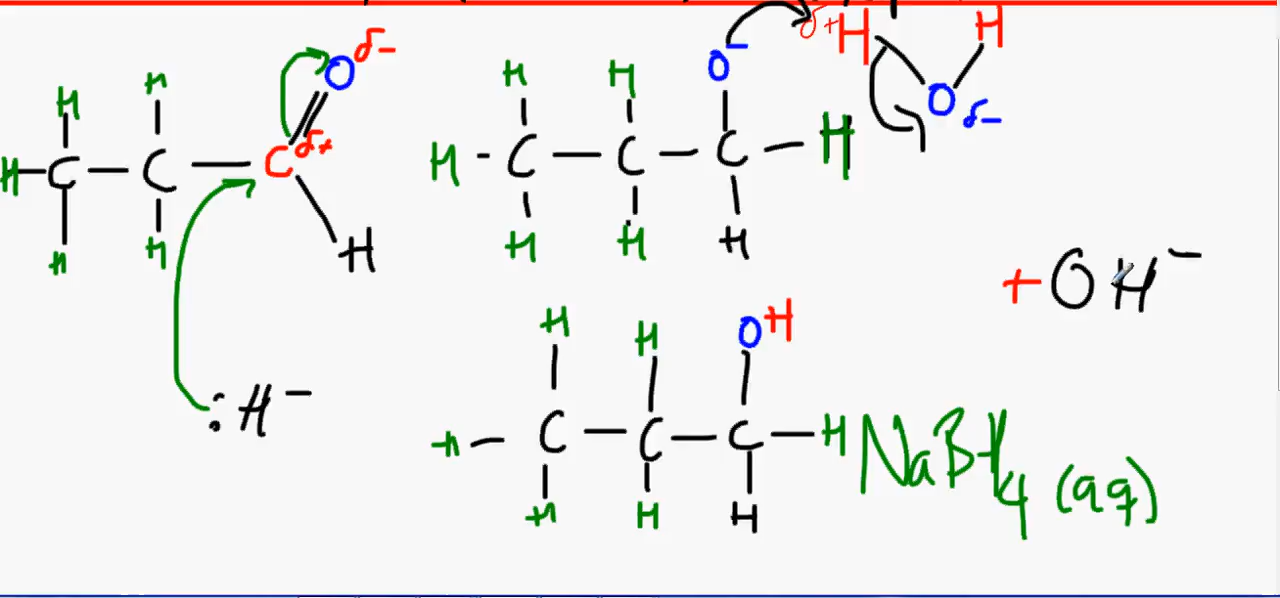 H H O δ-
H C C C δ+
H H H
:H -
H H O -
H - C C C H
H H H
δ+ H H
O δ-
+ OH -
H H OH
H C C C H
H H H
NaBH4 (aq)